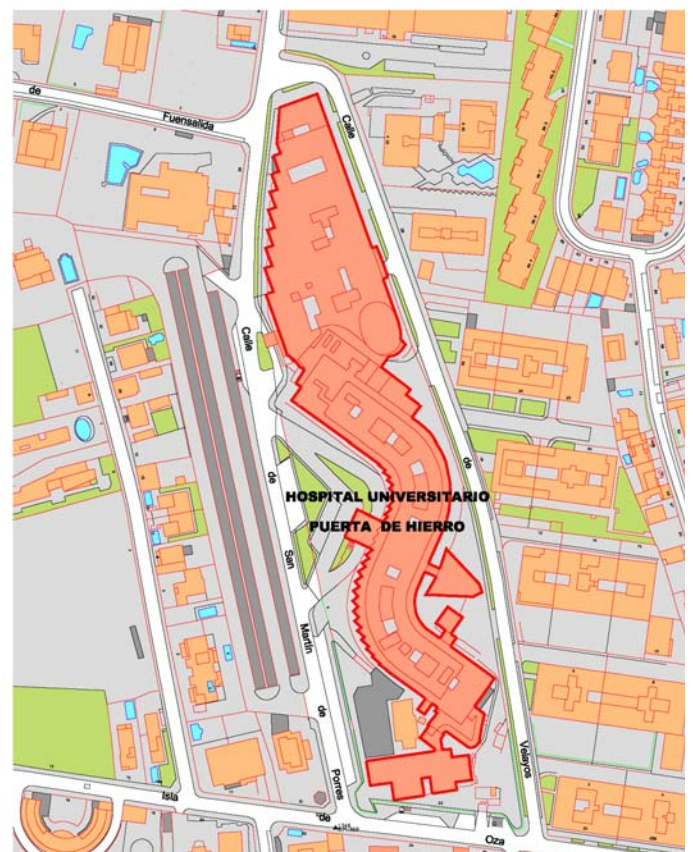 de
Fuensalida
Calle
Calle
de
de
HOSPITAL UNIVERSITARIO
PUERTA DE HIERRO
San
Martín
de
Porres
Velayos
Isla
de
Oza